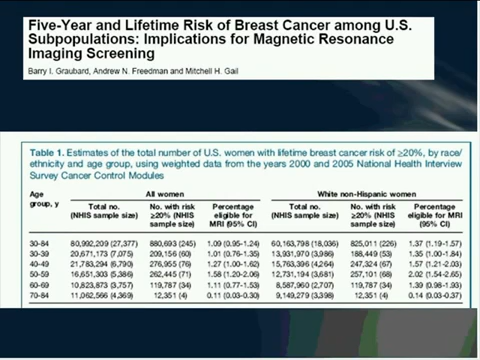 Five-Year and Lifetime Risk of Breast Cancer among U.S.
Subpopulations: Implications for Magnetic Resonance
Imaging Screening
Barry I. Graubard, Andrew N. Freedman and Mitchell H. Gail
Table 1. Estimates of the total number of U.S. women with lifetime breast cancer risk of ≥20%, by race/
ethnicity and age group, using weighted data from the years 2000 and 2005 National Health Interview
Survey Cancer Control Modules
Age group, y All women White non-Hispanic women
Total no. (NHIS sample size) No. with risk ≥20% (NHIS sample size) Percentage eligible for MRI (95% CI) Total no. (NHIS sample size) No. with risk ≥20% (NHIS sample size) Percentage eligible for MRI (95% CI)
30-84 80,992,209 (27,377) 880,693 (245) 1.09 (0.95-1.24) 60,163,798 (18,036) 825,011 (226) 1.37 (1.19-1.57)
30-39 20,671,173 (7,075) 209,156 (60) 1.01 (0.76-1.35) 13,931,970 (3,986) 188,449 (53) 1.35 (1.00-1.84)
40-49 21,783,294 (6,790) 276,955 (76) 1.27 (1.00-1.62) 15,763,396 (4,264) 247,324 (67) 1.57 (1.21-2.03)
50-59 16,651,303 (5,386) 262,445 (71) 1.58 (1.20-2.06) 12,731,194 (3,681) 257,101 (68) 2.02 (1.54-2.65)
60-69 10,823,873 (3,757) 119,787 (34) 1.11 (0.77-1.53) 8,587,960 (2,707) 119,787 (34) 1.39 (0.98-1.93)
70-84 11,062,566 (4,369) 12,351 (4) 0.11 (0.03-0.30) 9,149,279 (3,398) 12,351 (4) 0.14 (0.03-0.37)